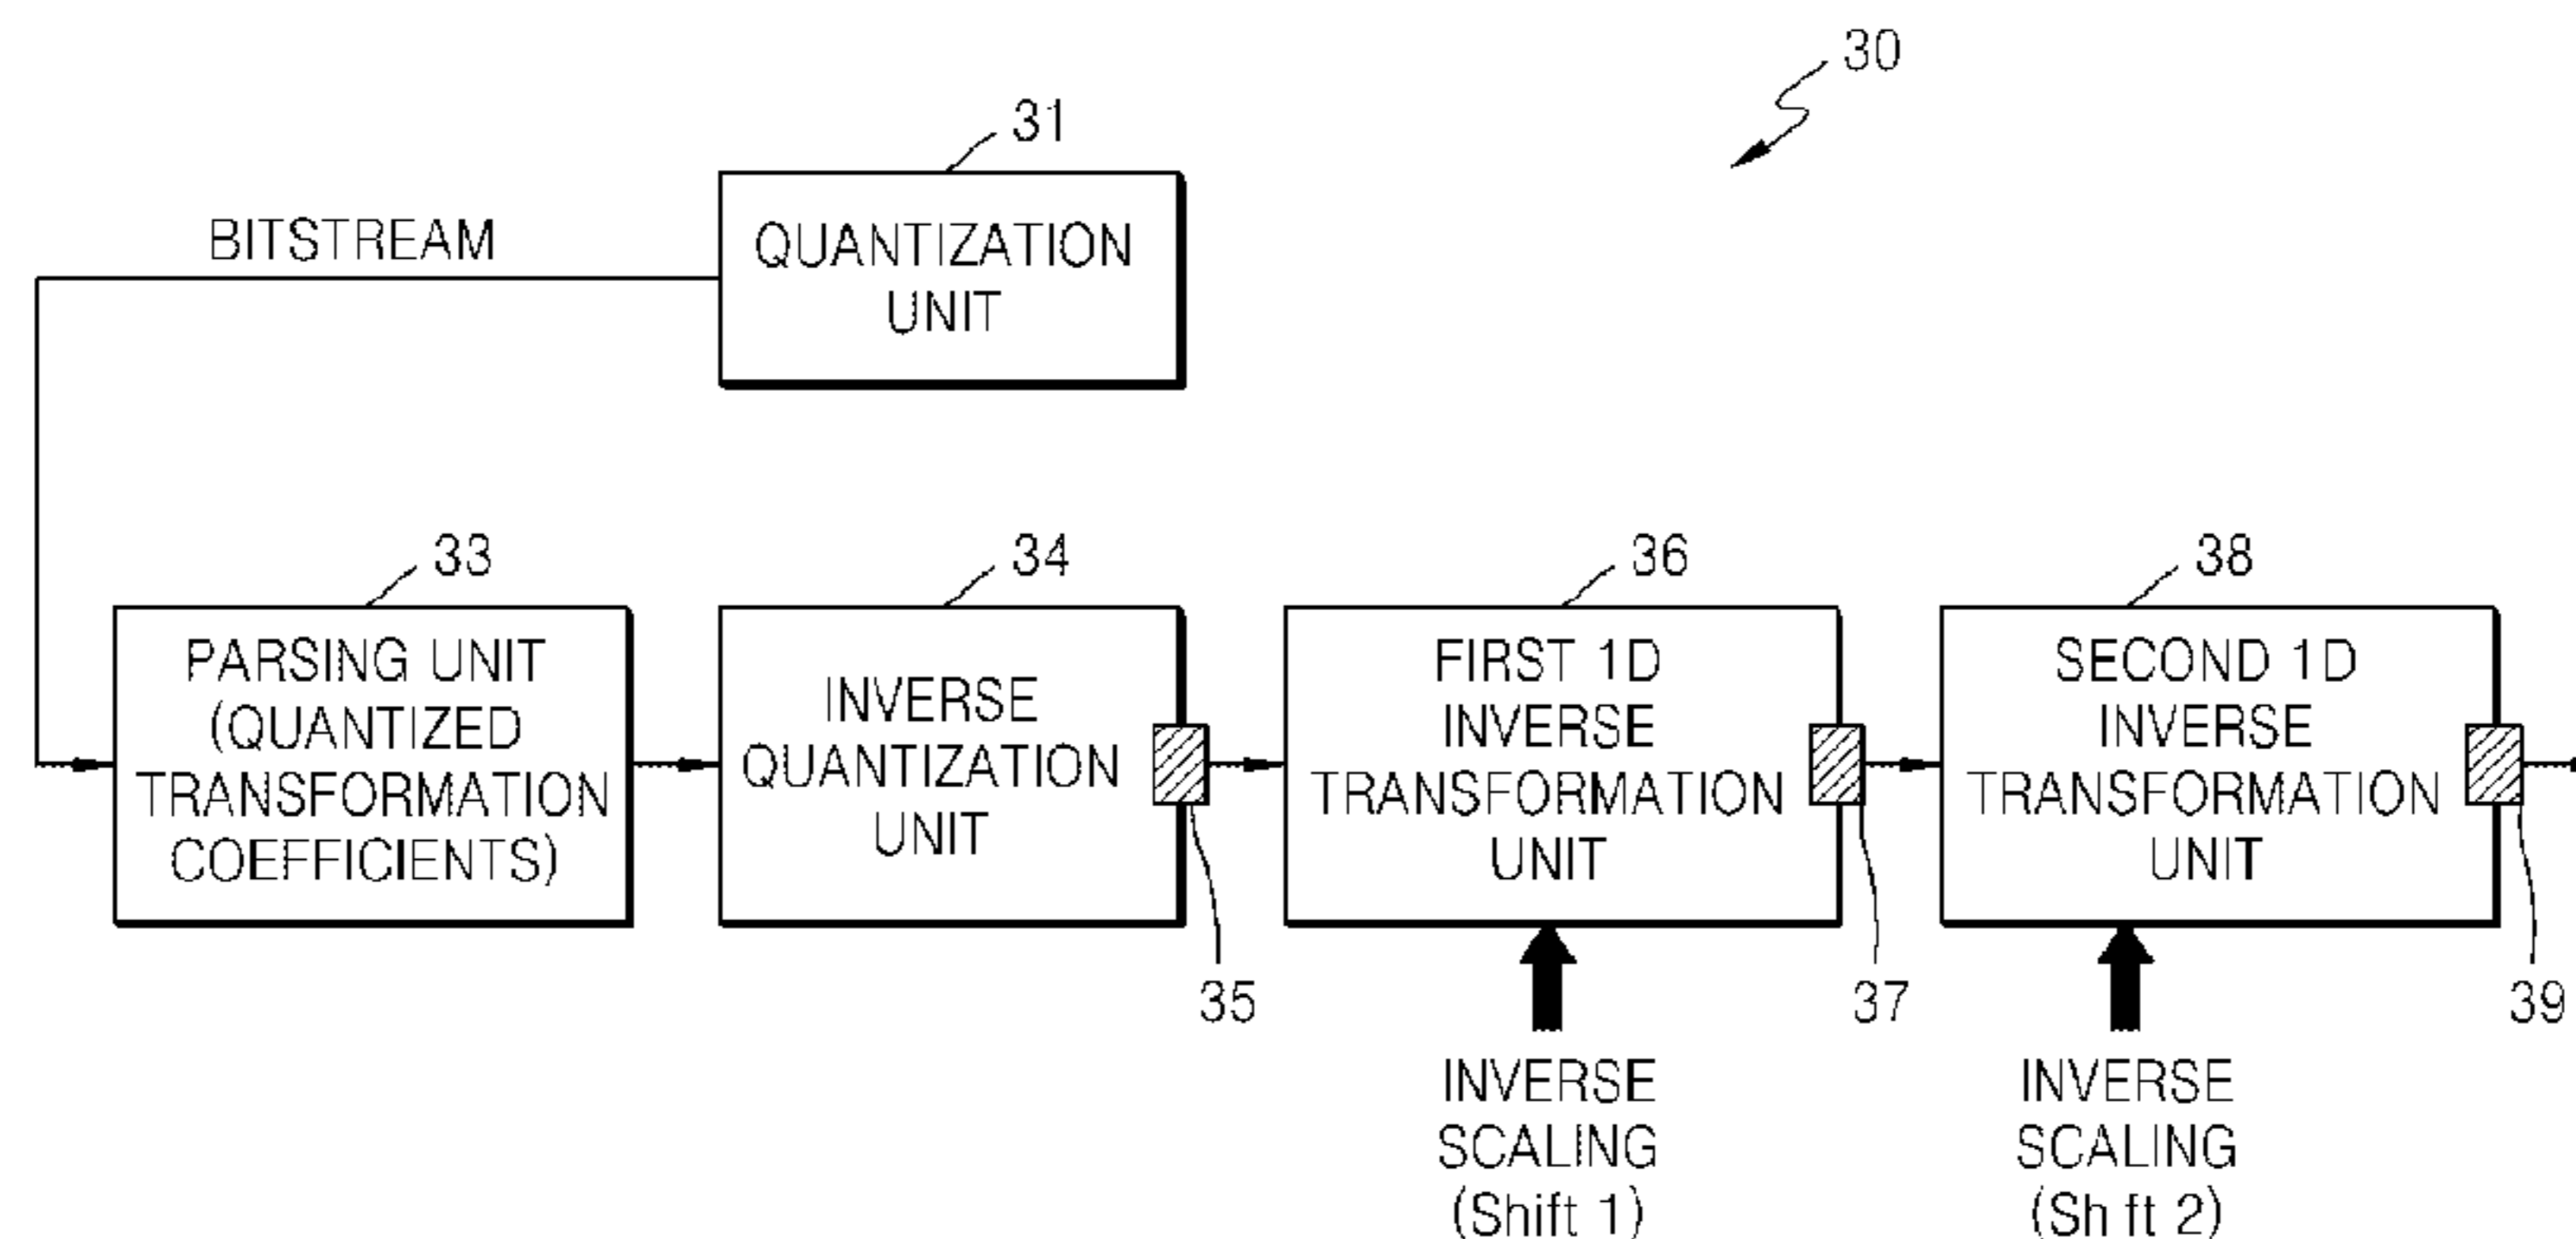 30
31
BITSTREAM
QUANTIZATION
UNIT
33
34
36
38
PARSING UNIT
(QUANTIZED
TRANSFORMATION
COEFFICIENTS)
INVERSE
QUANTIZATION
UNIT
FIRST 1D
INVERSE
TRANSFORMATION
UNIT
SECOND 1D
INVERSE
TRANSFORMATION
UNIT
35
37
39
INVERSE
SCALING
(Shift 1)
INVERSE
SCALING
(Sh ft 2)